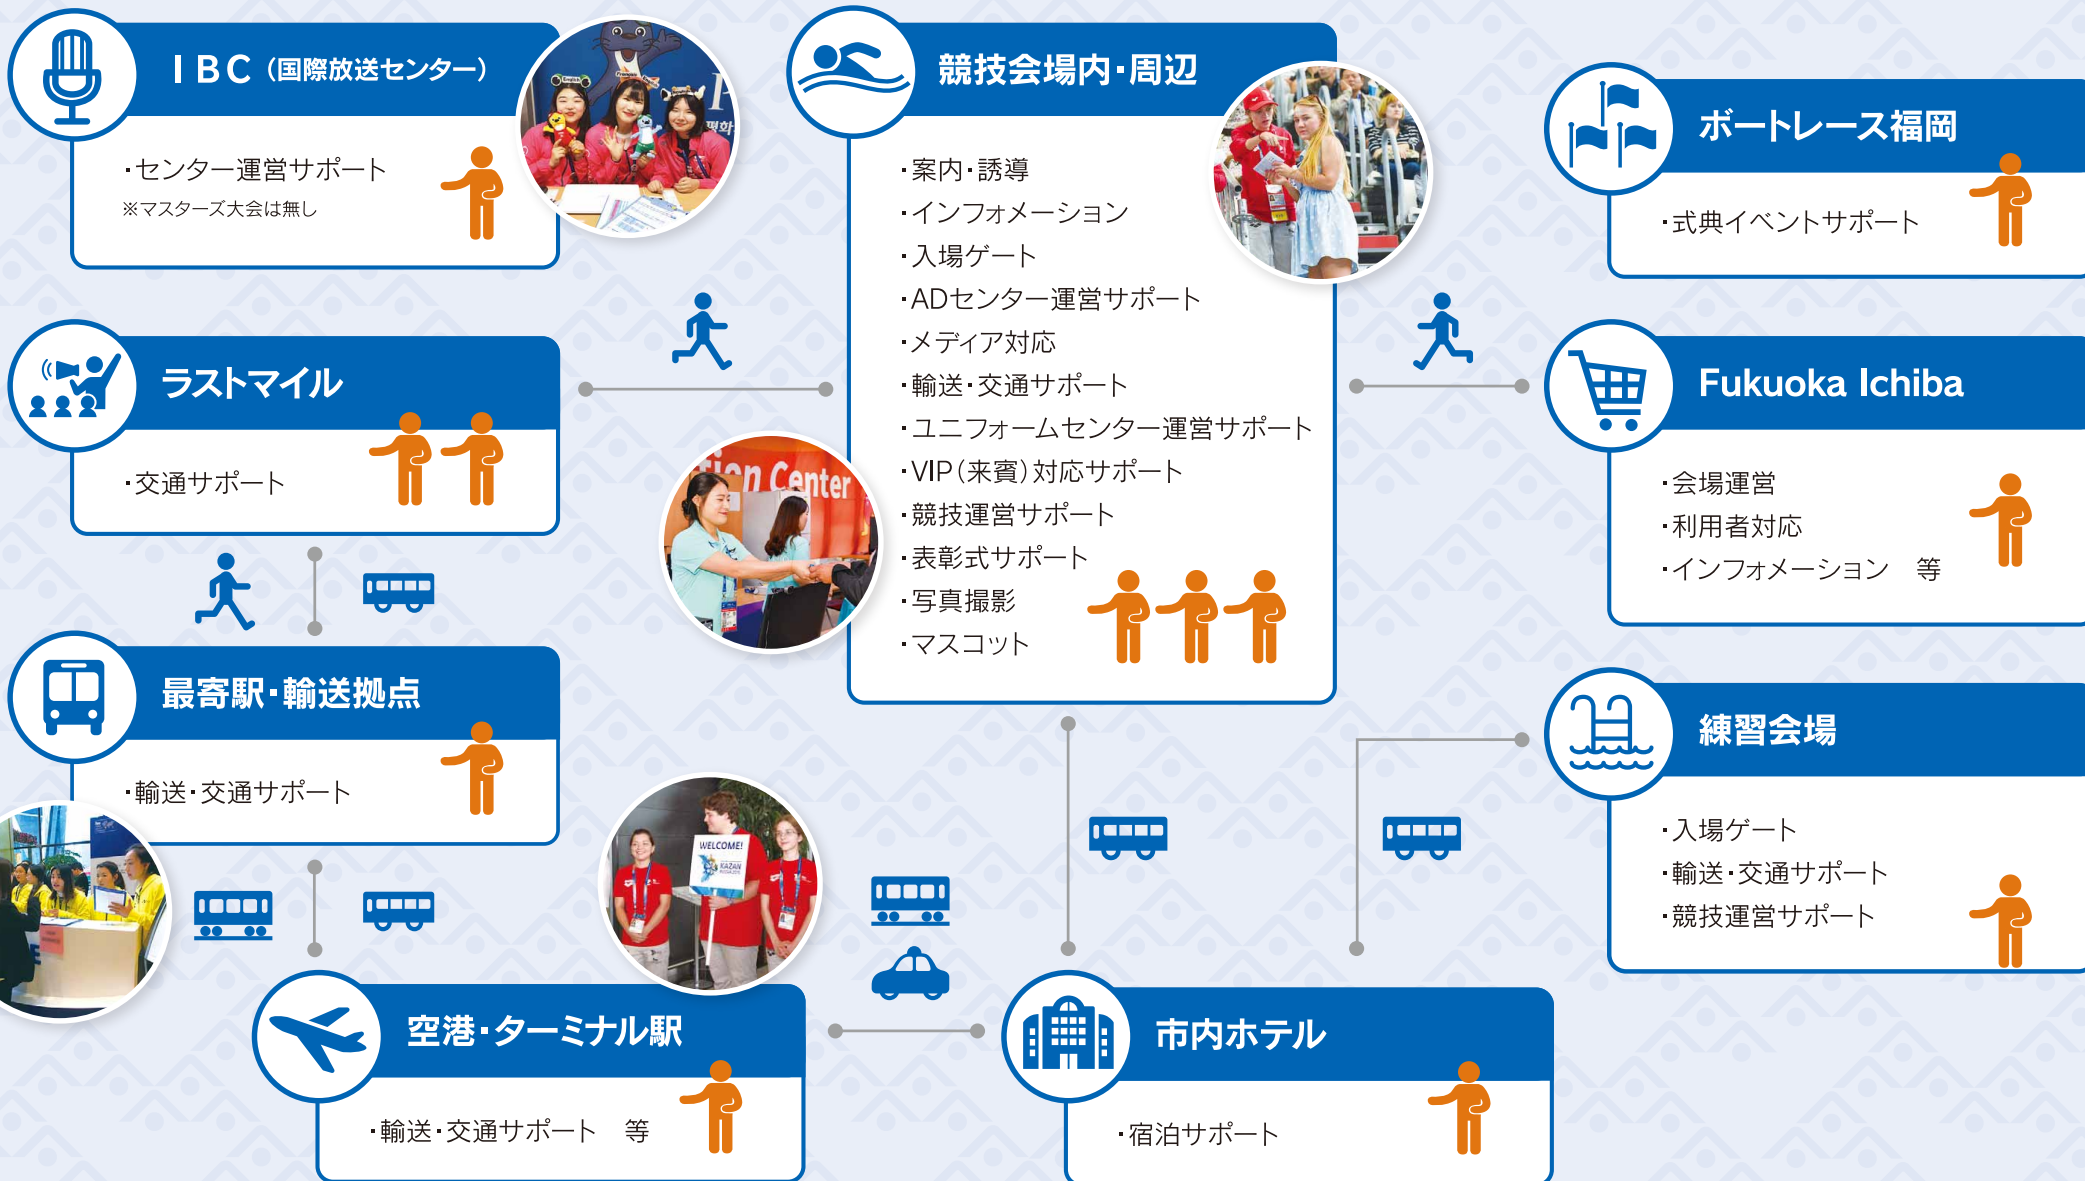 IBC（国際放送センター）
・センター運営サポート
※マスターズ大会は無し
競技会場内・周辺
・案内・誘導
・インフォメーション
・入場ゲート
・ADセンター運営サポート
・メディア対応
・輸送・交通サポート
・ユニフォームセンター運営サポート
・VIP（来賓）対応サポート
・競技運営サポート
・表彰式サポート
・写真撮影
・マスコット
ボートレース福岡
・式典イベントサポート
ラストマイル
・交通サポート
Fukuoka Ichiba
・会場運営
・利用者対応
・インフォメーション　等
最寄駅・輸送拠点
・輸送・交通サポート
練習会場
・入場ゲート
・輸送・交通サポート
・競技運営サポート
空港・ターミナル駅
・輸送・交通サポート　等
市内ホテル
・宿泊サポート
English
Center
WELCOME!
KAZAN